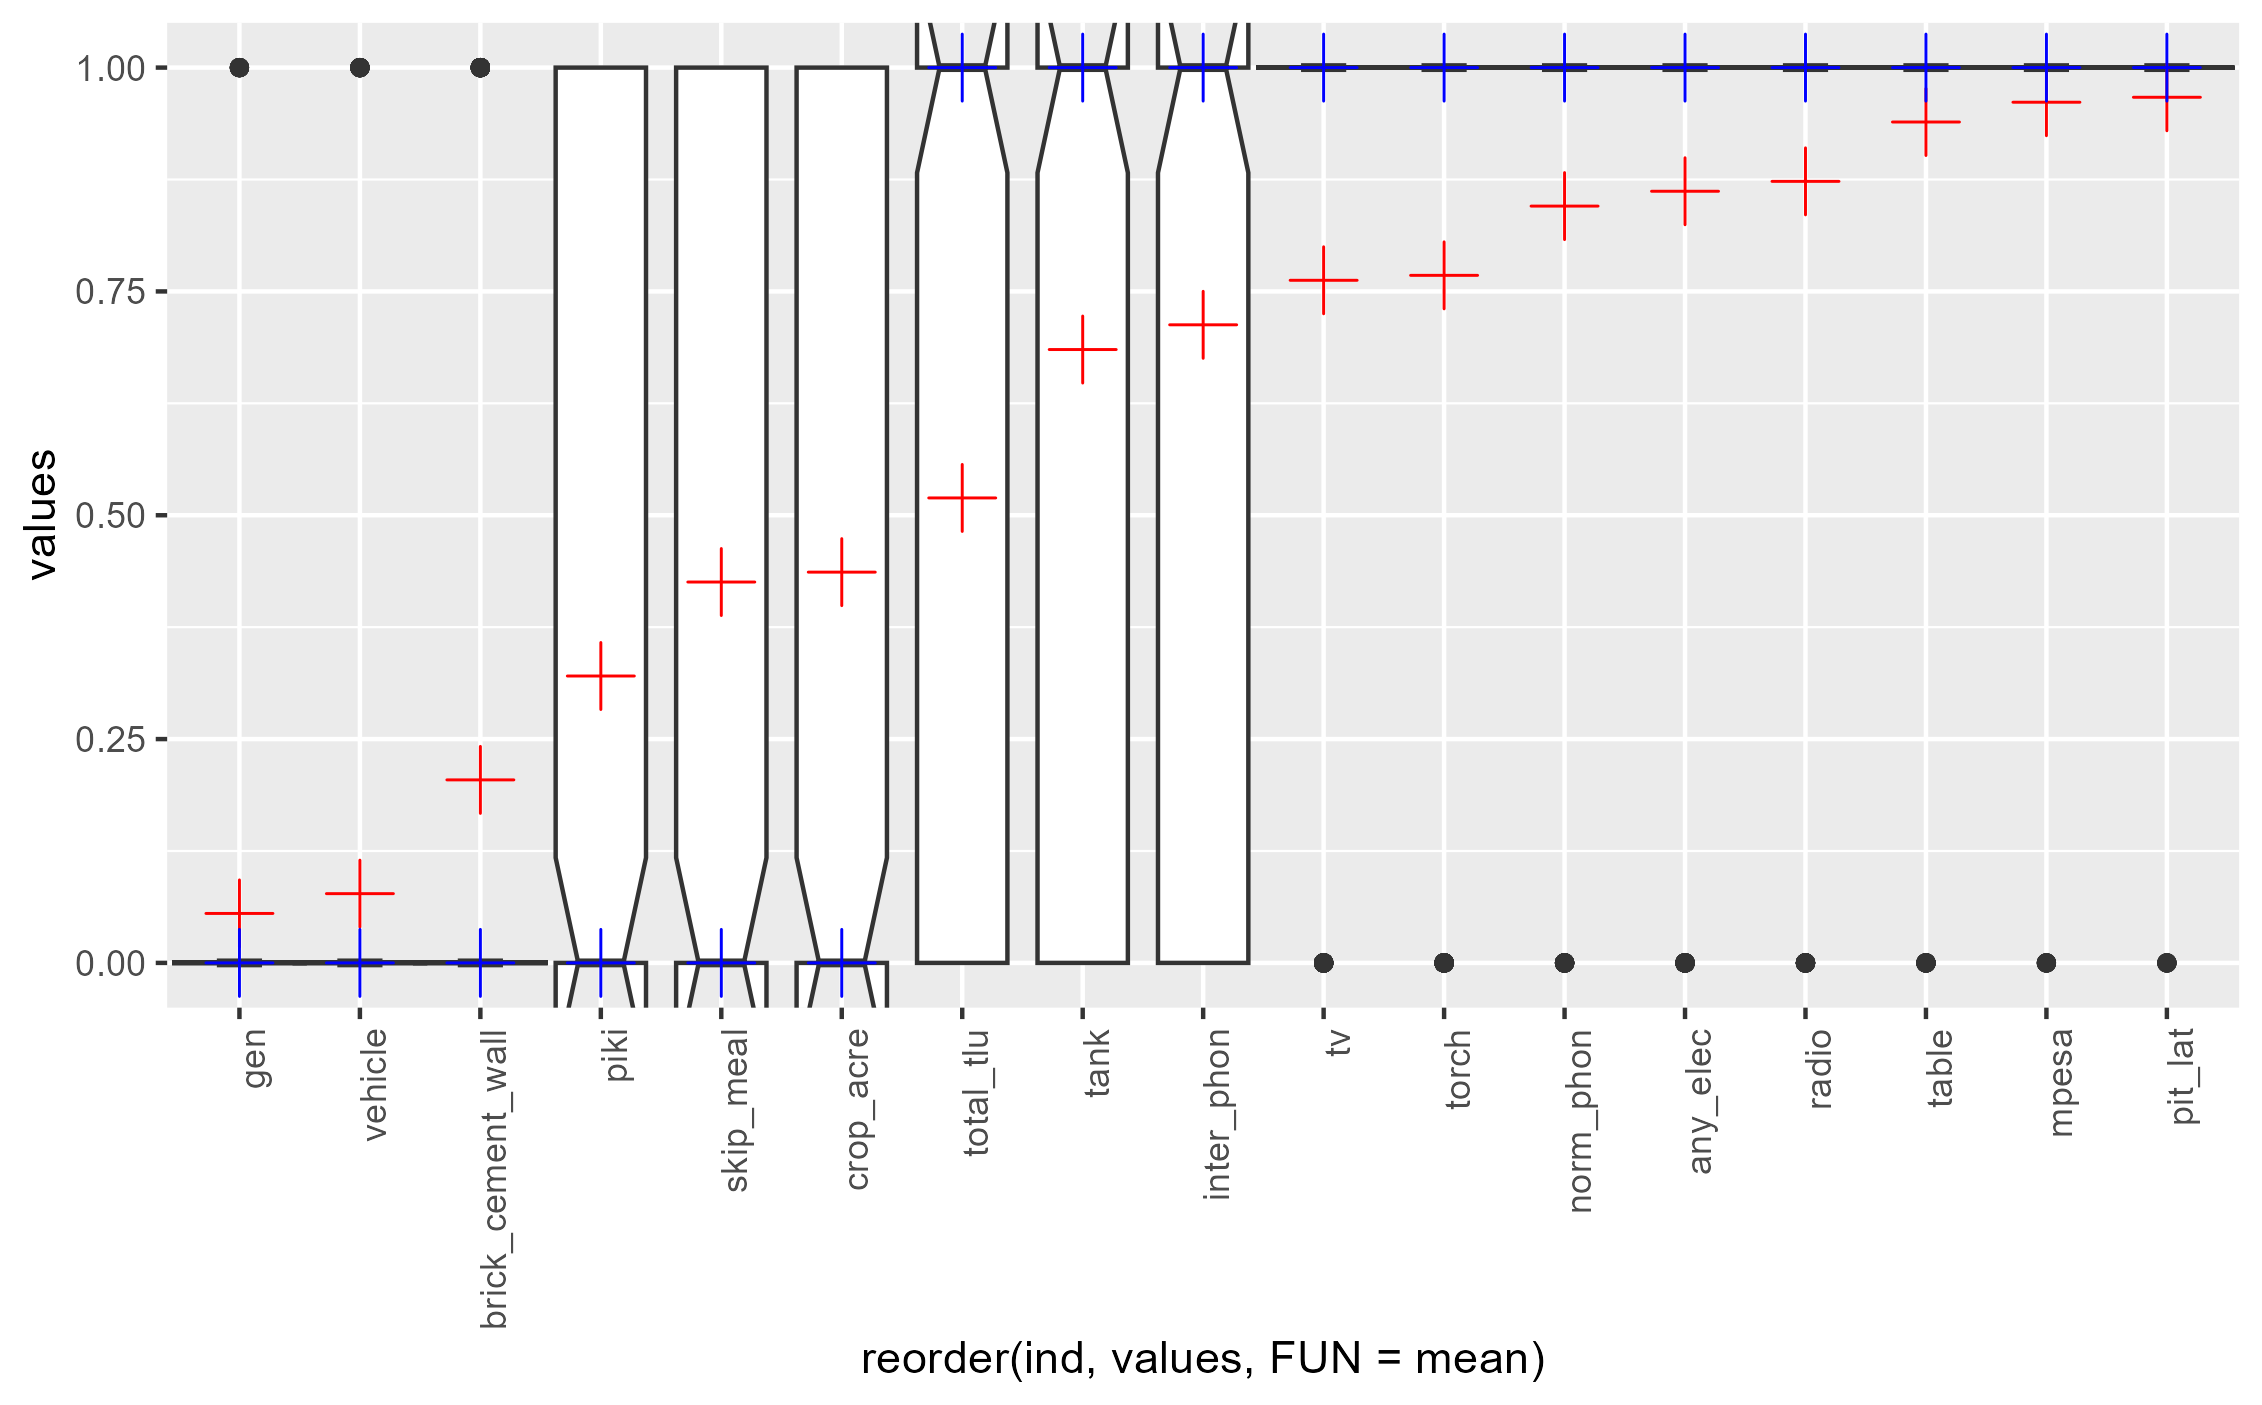 1.00
0.75
0.50
0.25
0.00
values
gen
vehicle
brick_cement_wall
piki
skip_meal
crop_acre
total_tlu
tank
inter_phon
tv
torch
norm_phon
any_elec
radio
table
mpesa
pit_lat
reorder(ind, values, FUN = mean)